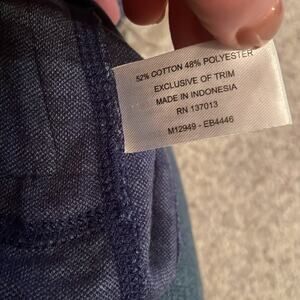 52% COTTON 48% POLYESTER
EXCLUSIVE OF TRIM
MADE IN INDONESIA
RN 137013
M12949 - EB4446